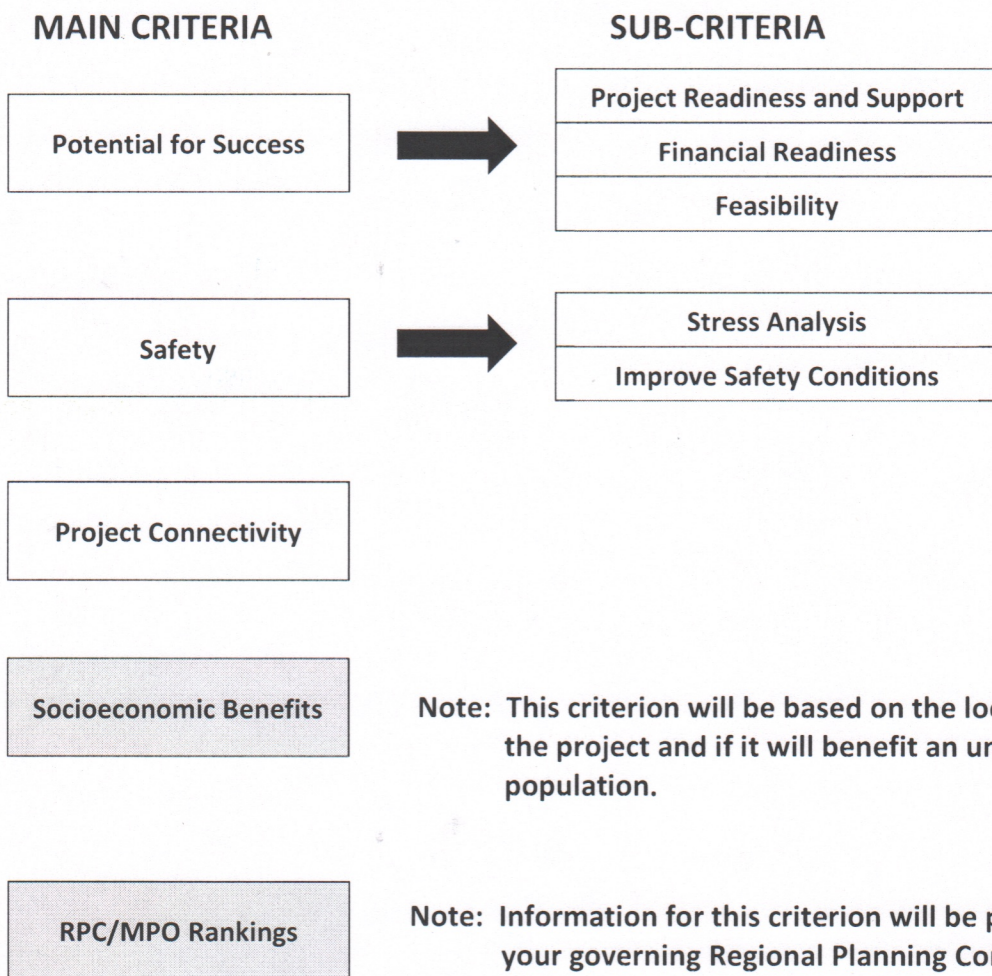 MAIN CRITERIA
SUB-CRITERIA
Potential for Success
Project Readiness and Support
Financial Readiness
Feasibility
Safety
Stress Analysis
Improve Safety Conditions
Project Connectivity
Socioeconomic Benefits
Note: This criterion will be based on the
the project and if it will benefit an
population.
RPC/MPO Rankings
Note: Information for this criterion will be
your governing Regional Planning